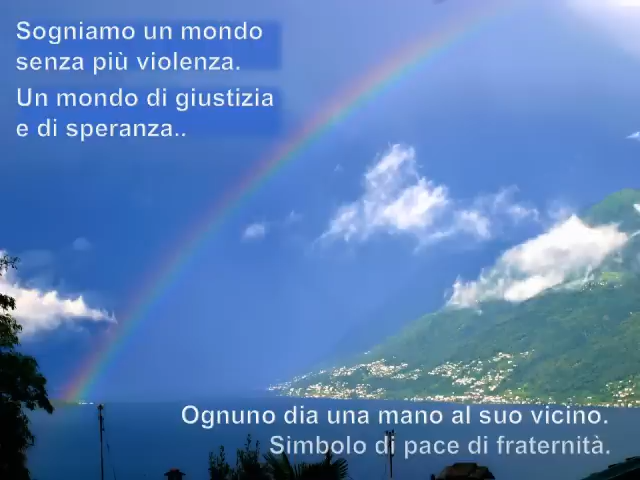 Sogniamo un mondo
senza più violenza.
Un mondo di giustizia
e di speranza..
Ognuno dia una mano al suo vicino.
Simbolo di pace di fraternità.